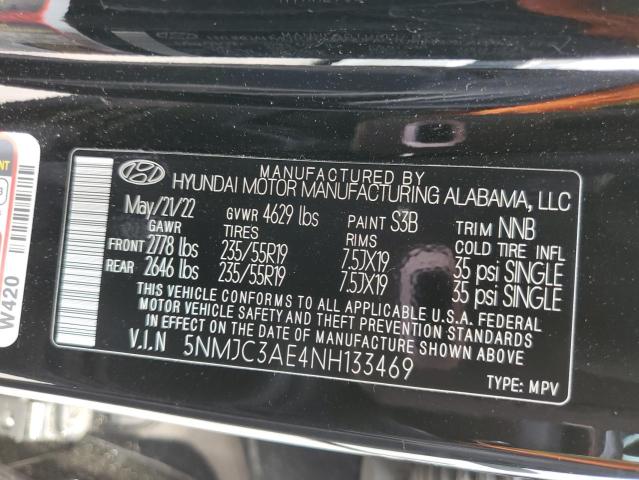 MANUFACTURED BY
HYUNDAI MOTOR MANUFACTURING ALABAMA, LLC
May/21/22 GVWR 4629 lbs PAINT S3B TRIM NNB
GAWR TIRES RIMS COLD TIRE INFL
FRONT 2778 lbs 235/55R19 7.5JX19 35 psi SINGLE
REAR 2646 lbs 235/55R19 7.5JX19 35 psi SINGLE
THIS VEHICLE CONFORMS TO ALL APPLICABLE U.S.A. FEDERAL
MOTOR VEHICLE SAFETY AND THEFT PREVENTION STANDARDS
IN EFFECT ON THE DATE OF MANUFACTURE SHOWN ABOVE.
V.I.N 5NMJC3AE4NH133469
TYPE: MPV
W420